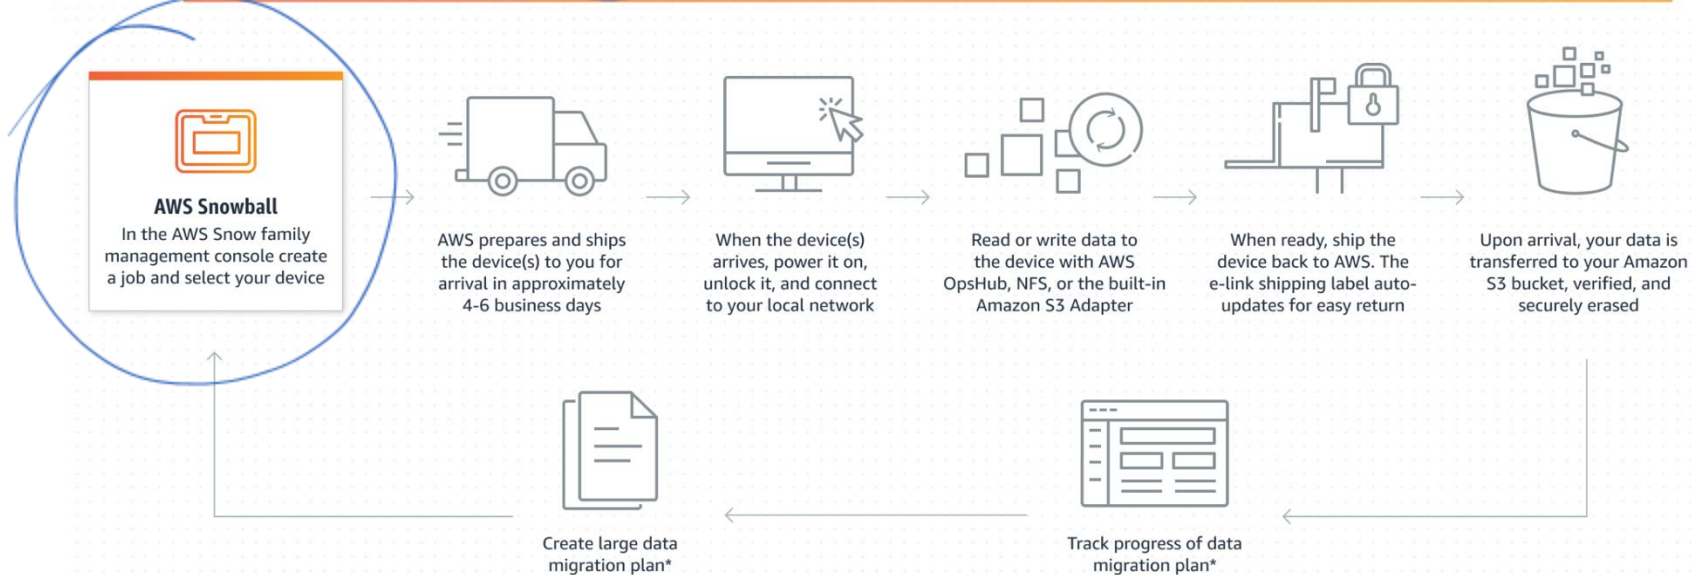 AWS Snowball
In the AWS Snow family
management console create
a job and select your device
AWS prepares and ships
the device(s) to you for
arrival in approximately
4-6 business days
When the device(s)
arrives, power it on,
unlock it, and connect
to your local network
Read or write data to
the device with AWS
OpsHub, NFS, or the built-in
Amazon S3 Adapter
When ready, ship the
device back to AWS. The
e-link shipping label auto-
updates for easy return
Upon arrival, your data is
transferred to your Amazon
S3 bucket, verified, and
securely erased
Create large data
migration plan*
Track progress of data
migration plan*